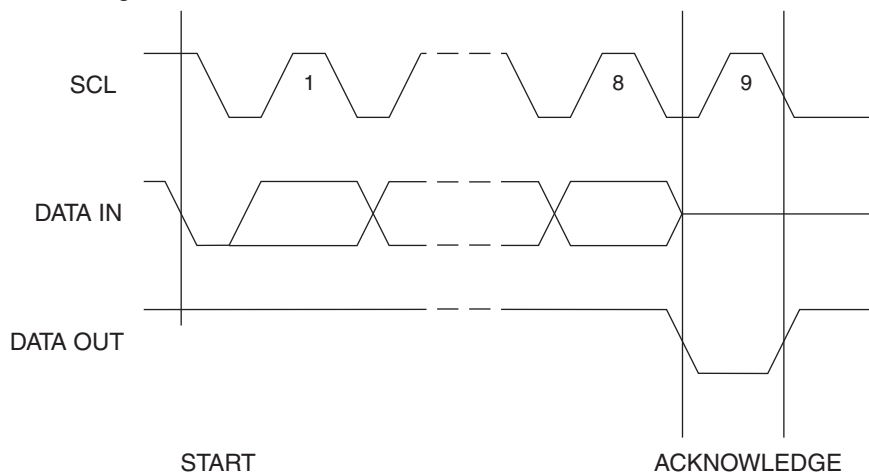 SCL
1
8
9
DATA IN
DATA OUT
START
ACKNOWLEDGE